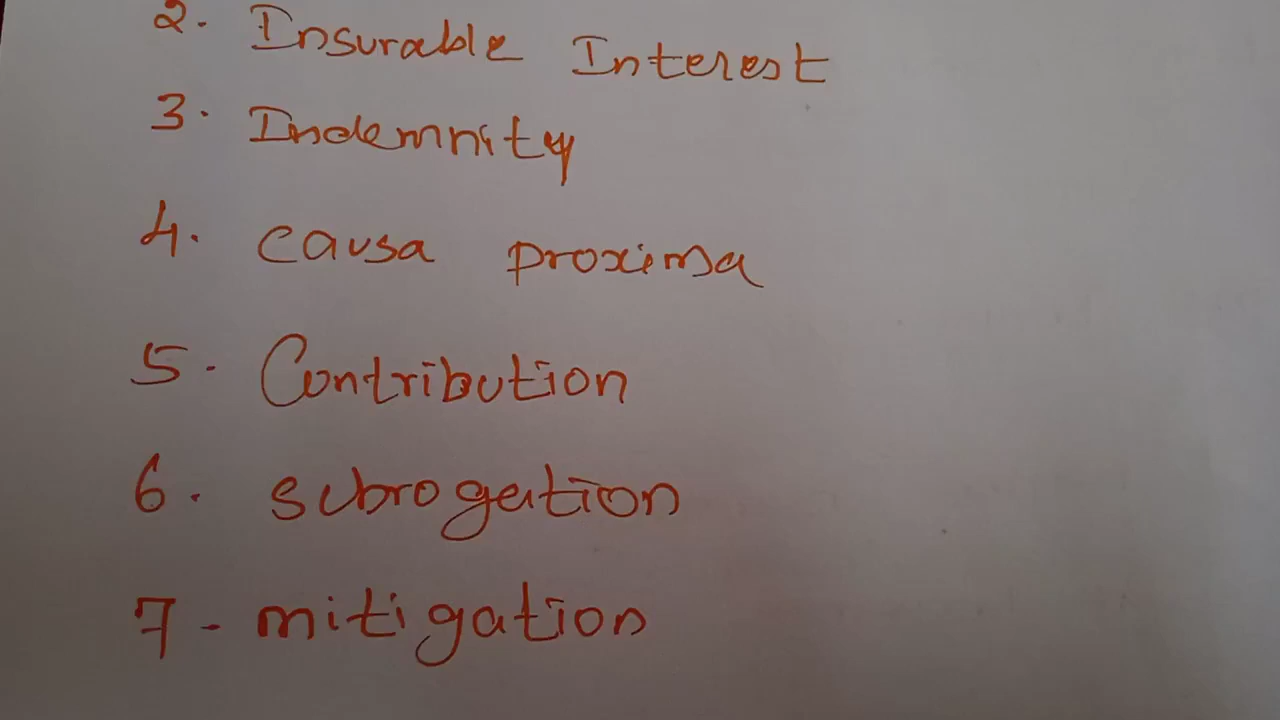 2. Insurable Interest
3. Indemnity
4. causa proxima
5. Contribution
6. subrogation
7- mitigation